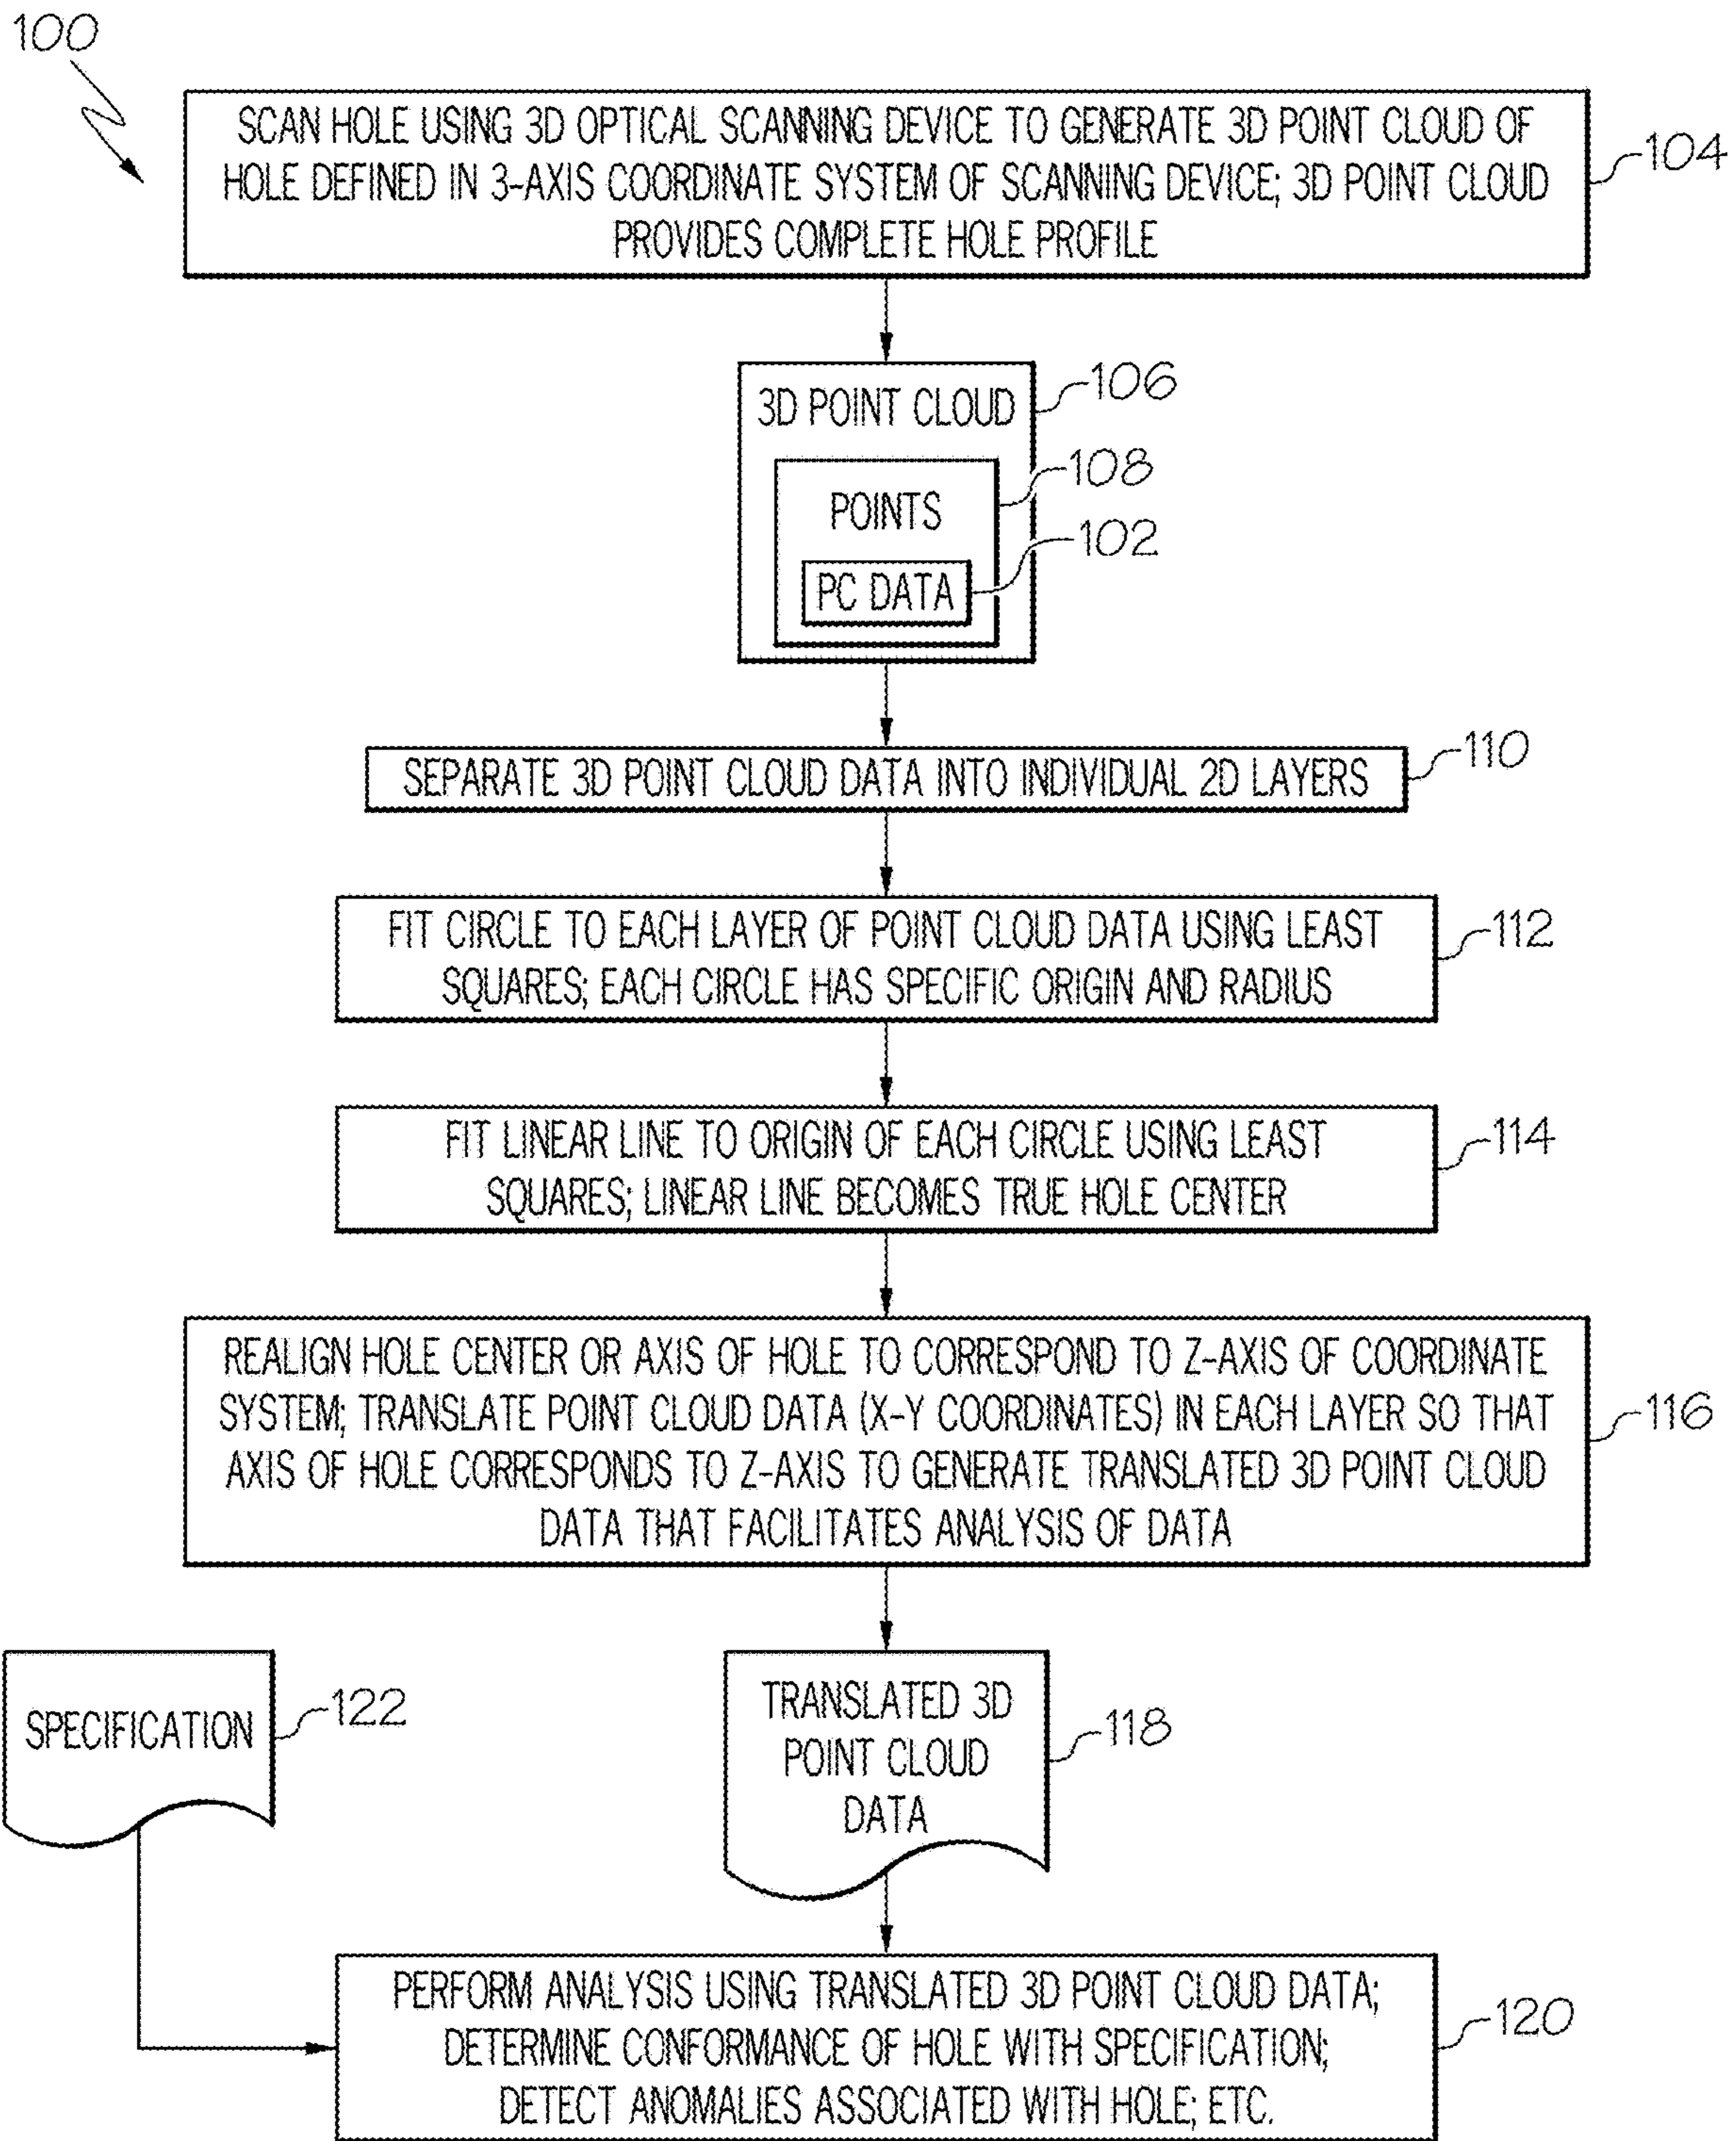 100
SCAN HOLE USING 3D OPTICAL SCANNING DEVICE TO GENERATE 3D POINT CLOUD OF
HOLE DEFINED IN 3-AXIS COORDINATE SYSTEM OF SCANNING DEVICE; 3D POINT CLOUD
PROVIDES COMPLETE HOLE PROFILE
104
3D POINT CLOUD
106
POINTS
108
PC DATA
102
SEPARATE 3D POINT CLOUD DATA INTO INDIVIDUAL 2D LAYERS
110
FIT CIRCLE TO EACH LAYER OF POINT CLOUD DATA USING LEAST
SQUARES; EACH CIRCLE HAS SPECIFIC ORIGIN AND RADIUS
112
FIT LINEAR LINE TO ORIGIN OF EACH CIRCLE USING LEAST
SQUARES; LINEAR LINE BECOMES TRUE HOLE CENTER
114
REALIGN HOLE CENTER OR AXIS OF HOLE TO CORRESPOND TO Z-AXIS OF COORDINATE
SYSTEM; TRANSLATE POINT CLOUD DATA (X-Y COORDINATES) IN EACH LAYER SO THAT
AXIS OF HOLE CORRESPONDS TO Z-AXIS TO GENERATE TRANSLATED 3D POINT CLOUD
DATA THAT FACILITATES ANALYSIS OF DATA
116
SPECIFICATION
122
TRANSLATED 3D
POINT CLOUD
DATA
118
PERFORM ANALYSIS USING TRANSLATED 3D POINT CLOUD DATA;
DETERMINE CONFORMANCE OF HOLE WITH SPECIFICATION;
DETECT ANOMALIES ASSOCIATED WITH HOLE; ETC.
120